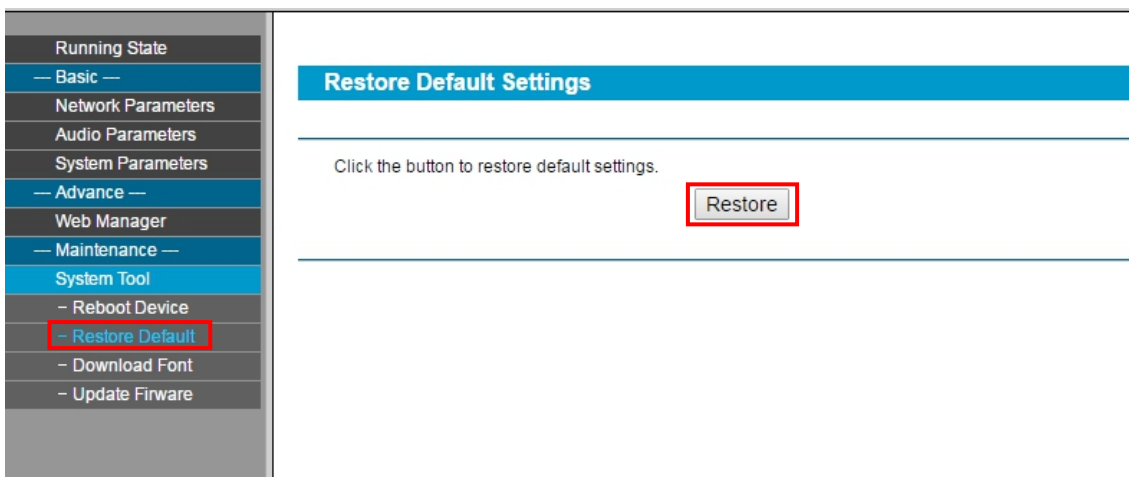 Running State
— Basic —
Network Parameters
Audio Parameters
System Parameters
— Advance —
Web Manager
— Maintenance —
System Tool
− Reboot Device
− Restore Default
− Download Font
− Update Firware
Restore Default Settings
Click the button to restore default settings.
Restore